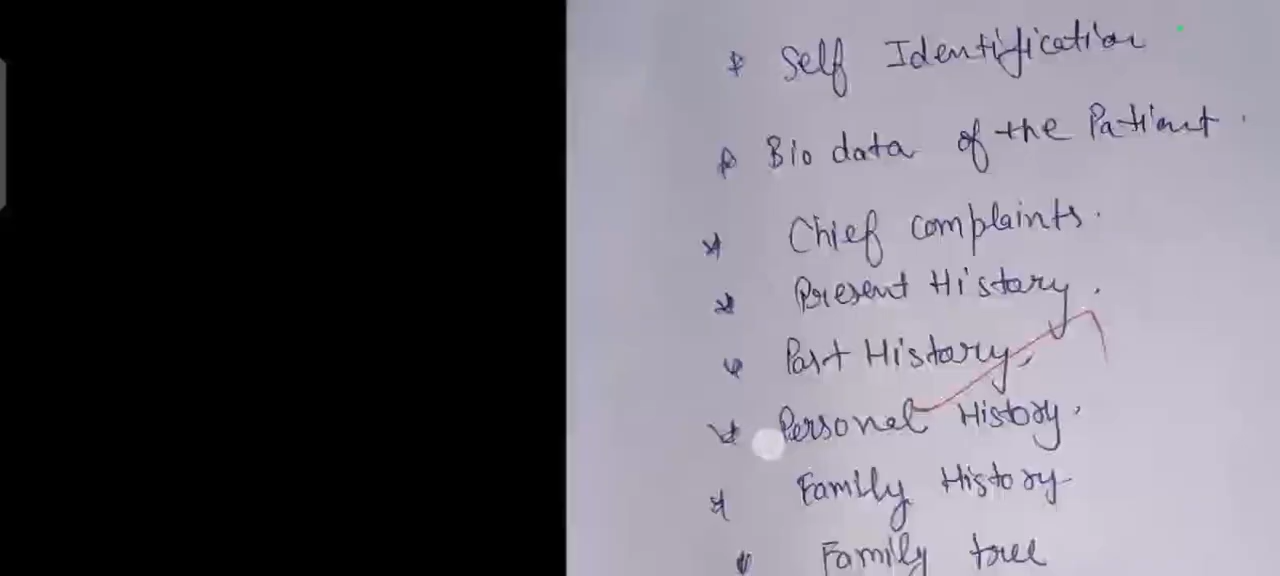 * Self Identification
* Bio data of the Patient.
* Chief complaints.
* Present History.
* Past History,
* Personal History.
* Family History
* Family tree